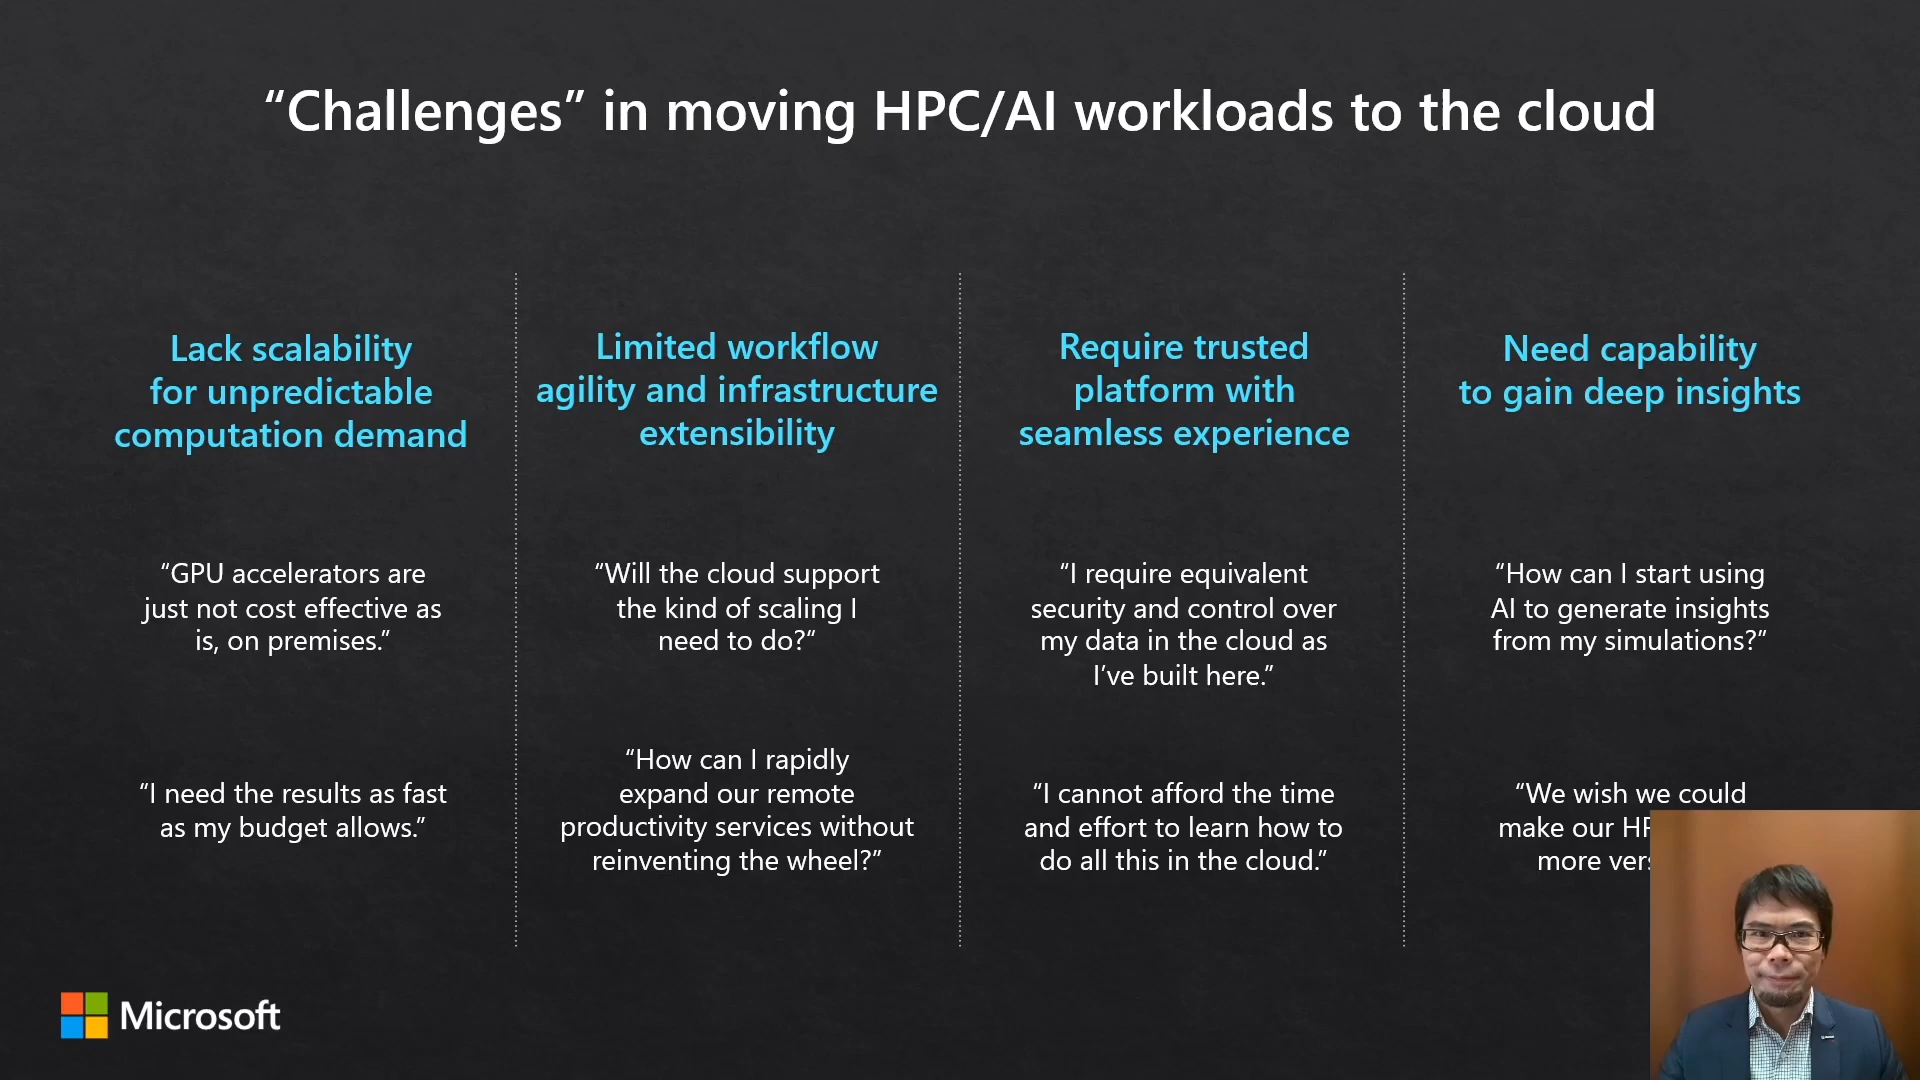 “Challenges” in moving HPC/AI workloads to the cloud
Lack scalability
for unpredictable
computation demand
“GPU accelerators are
just not cost effective as
is, on premises.”
“I need the results as fast
as my budget allows.”
Limited workflow
agility and infrastructure
extensibility
“Will the cloud support
the kind of scaling I
need to do?“
“How can I rapidly
expand our remote
productivity services without
reinventing the wheel?”
Require trusted
platform with
seamless experience
“I require equivalent
security and control over
my data in the cloud as
I’ve built here.”
“I cannot afford the time
and effort to learn how to
do all this in the cloud.”
Need capability
to gain deep insights
“How can I start using
AI to generate insights
from my simulations?”
“We wish we could
make our
more
Microsoft